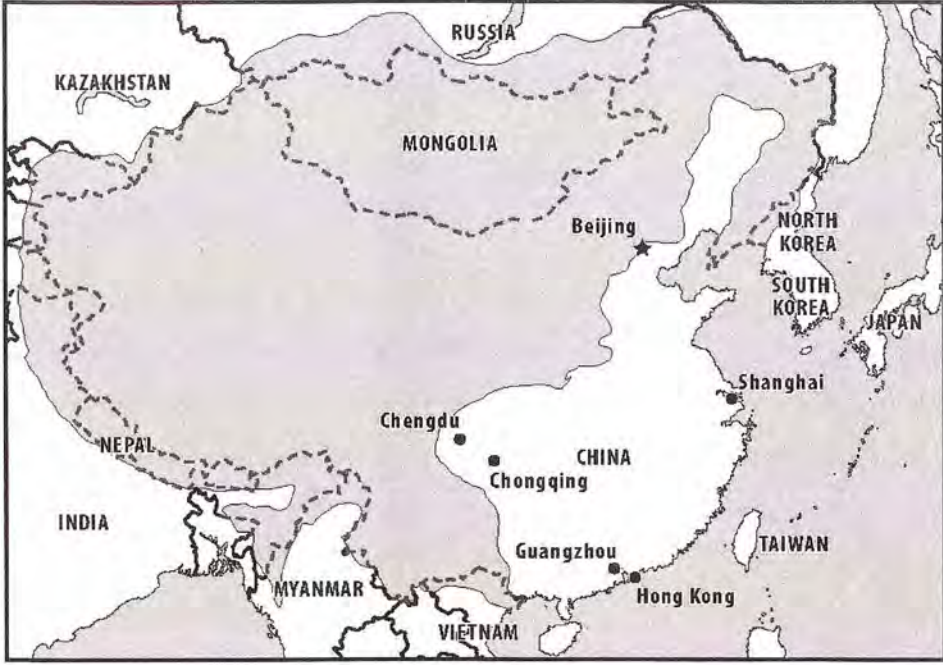 RUSSIA
KAZAKHSTAN
MONGOLIA
Beijing
NORTH
KOREA
SOUTH
KOREA
JAPAN
Shanghai
Chengdu
NEPAL
CHINA
Chongqing
INDIA
TAIWAN
Guangzhou
MYANMAR
Hong Kong
VIETNAM